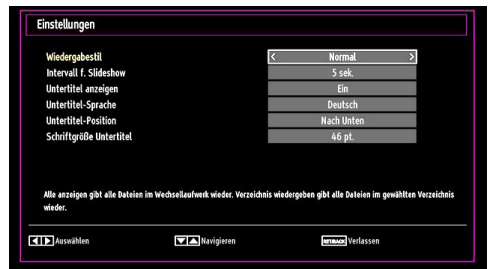 Einstellungen
Wiedergabestil < Normal >
Intervall f. Slideshow 5 sek.
Untertitel anzeigen Ein
Untertitel-Sprache Deutsch
Untertitel-Position Nach Unten
Schriftgröße Untertitel 46 pt.
Alle anzeigen gibt alle Dateien im Wechsellaufwerk wieder. Verzeichnis wiedergeben gibt alle Dateien im gewählten Verzeichnis
wieder.
Auswählen Navigieren RET/BACK Verlassen